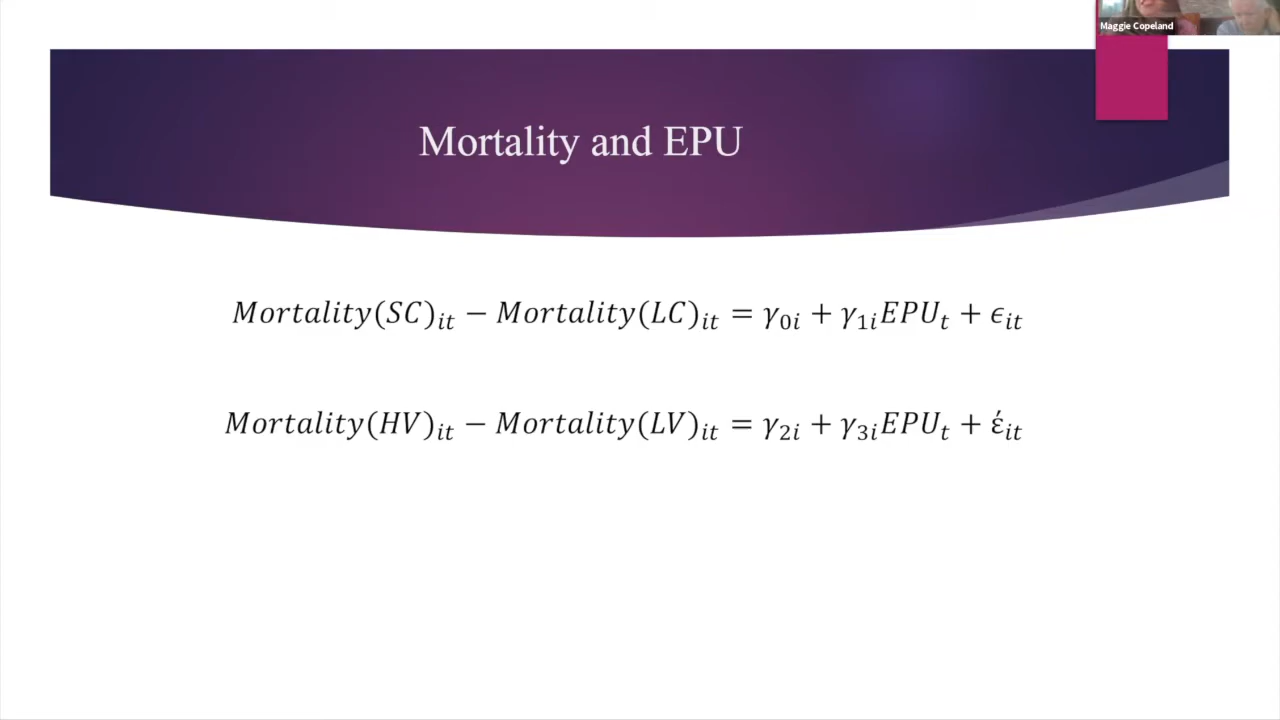 Maggie Copeland
Mortality and EPU
𝑀𝑜𝑟𝑡𝑎𝑙𝑖𝑡𝑦(𝑆𝐶)ᵢₜ − 𝑀𝑜𝑟𝑡𝑎𝑙𝑖𝑡𝑦(𝐿𝐶)ᵢₜ = γ₀ᵢ + γ₁ᵢ𝐸𝑃𝑈ₜ + ϵᵢₜ
𝑀𝑜𝑟𝑡𝑎𝑙𝑖𝑡𝑦(𝐻𝑉)ᵢₜ − 𝑀𝑜𝑟𝑡𝑎𝑙𝑖𝑡𝑦(𝐿𝑉)ᵢₜ = γ₂ᵢ + γ₃ᵢ𝐸𝑃𝑈ₜ + έᵢₜ